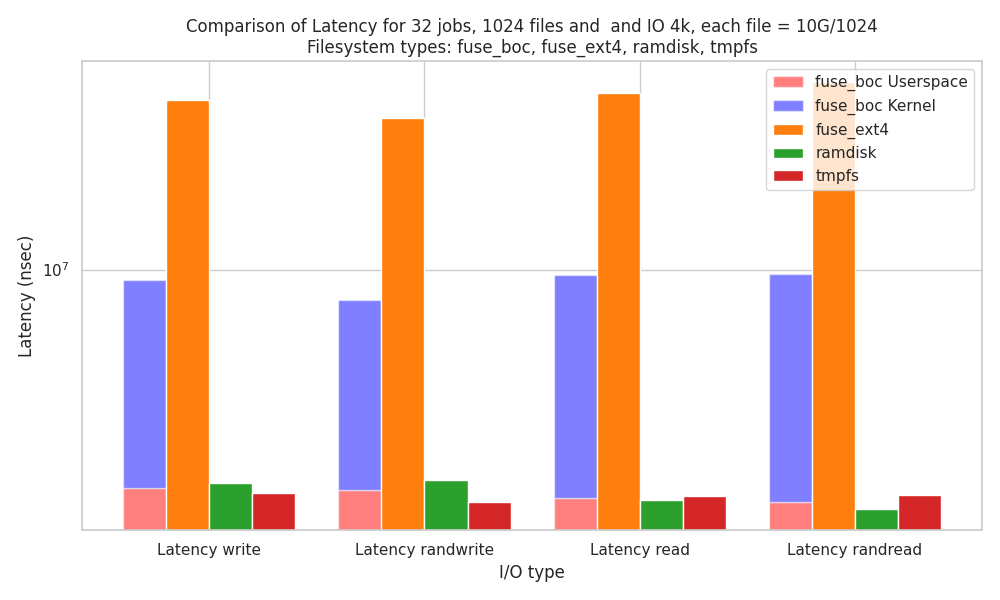 Comparison of Latency for 32 jobs, 1024 files and  and IO 4k, each file = 10G/1024
Filesystem types: fuse_boc, fuse_ext4, ramdisk, tmpfs
fuse_boc Userspace
fuse_boc Kernel
fuse_ext4
ramdisk
tmpfs
Latency (nsec)
10⁷
Latency write
Latency randwrite
Latency read
Latency randread
I/O type